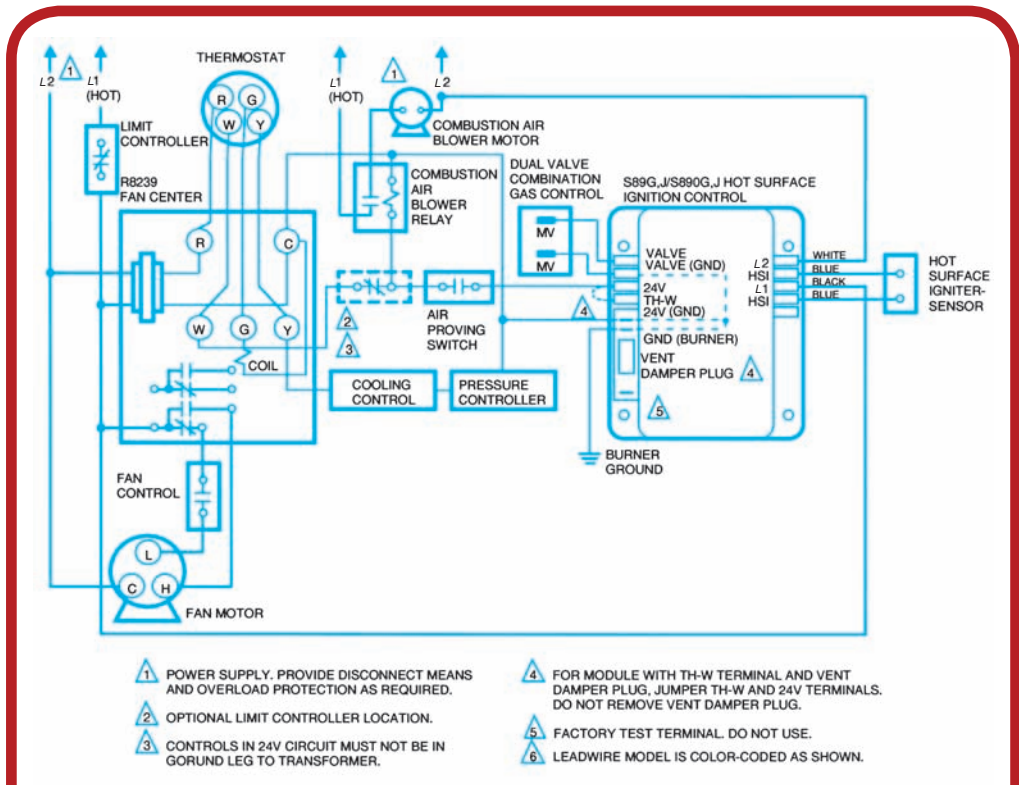 L2
1
L1
(HOT)
THERMOSTAT
R
G
W
Y
L1
(HOT)
1
L2
LIMIT
CONTROLLER
R8239
FAN CENTER
COMBUSTION AIR
BLOWER MOTOR
COMBUSTION
AIR
BLOWER
RELAY
DUAL VALVE
COMBINATION
GAS CONTROL
MV
MV
S89G,J/S890G,J HOT SURFACE
IGNITION CONTROL
VALVE
VALVE (GND)
24V
TH-W
24V (GND)
GND (BURNER)
VENT
DAMPER PLUG
4
4
5
L2
HSI
L1
HSI
WHITE
BLUE
BLACK
BLUE
HOT
SURFACE
IGNITER-
SENSOR
R
C
W
G
Y
COIL
2
3
AIR
PROVING
SWITCH
COOLING
CONTROL
PRESSURE
CONTROLLER
BURNER
GROUND
FAN
CONTROL
L
C
H
FAN MOTOR
1 POWER SUPPLY. PROVIDE DISCONNECT MEANS
AND OVERLOAD PROTECTION AS REQUIRED.
2 OPTIONAL LIMIT CONTROLLER LOCATION.
3 CONTROLS IN 24V CIRCUIT MUST NOT BE IN
GORUND LEG TO TRANSFORMER.
4 FOR MODULE WITH TH-W TERMINAL AND VENT
DAMPER PLUG, JUMPER TH-W AND 24V TERMINALS.
DO NOT REMOVE VENT DAMPER PLUG.
5 FACTORY TEST TERMINAL. DO NOT USE.
6 LEADWIRE MODEL IS COLOR-CODED AS SHOWN.